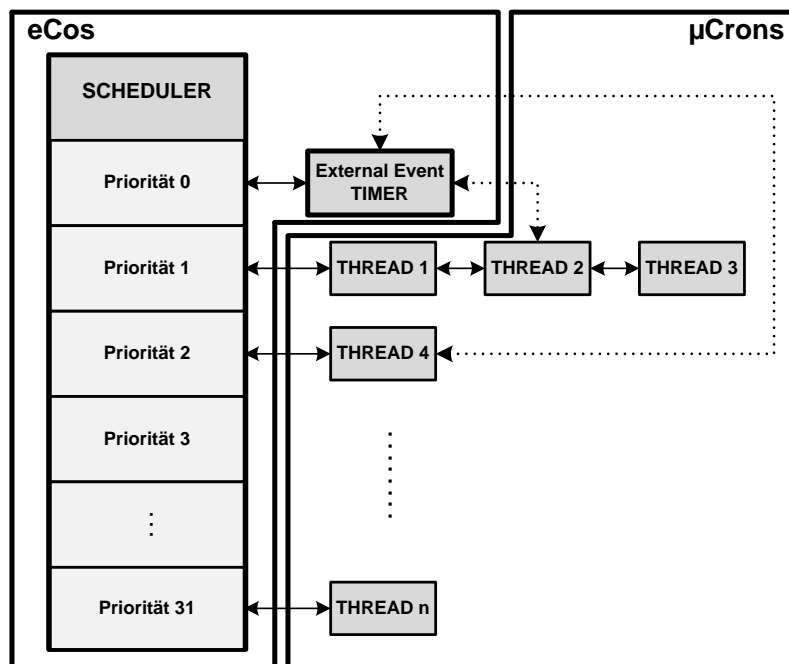 eCos
µCrons
SCHEDULER
Priorität 0
External Event
TIMER
Priorität 1
THREAD 1
THREAD 2
THREAD 3
Priorität 2
THREAD 4
Priorität 3
Priorität 31
THREAD n